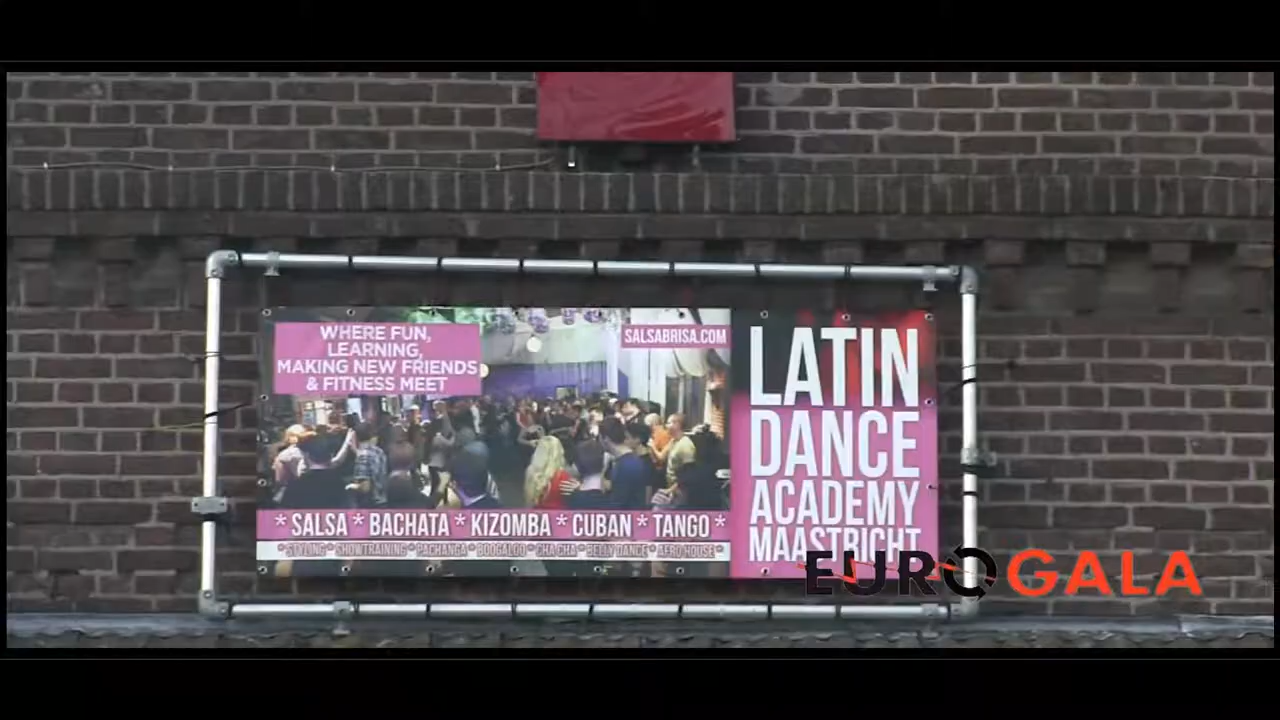 WHERE FUN,
LEARNING,
MAKING NEW FRIENDS
& FITNESS MEET
SALSABRISA.COM
* SALSA * BACHATA * KIZOMBA * CUBAN * TANGO *
* STYLING * SHOWTRAINING * PACHANGA * BOOGALOO * CHA CHA * BELLY DANCE * AFRO HOUSE *
LATIN
DANCE
ACADEMY
MAASTRICHT
EUROGALA